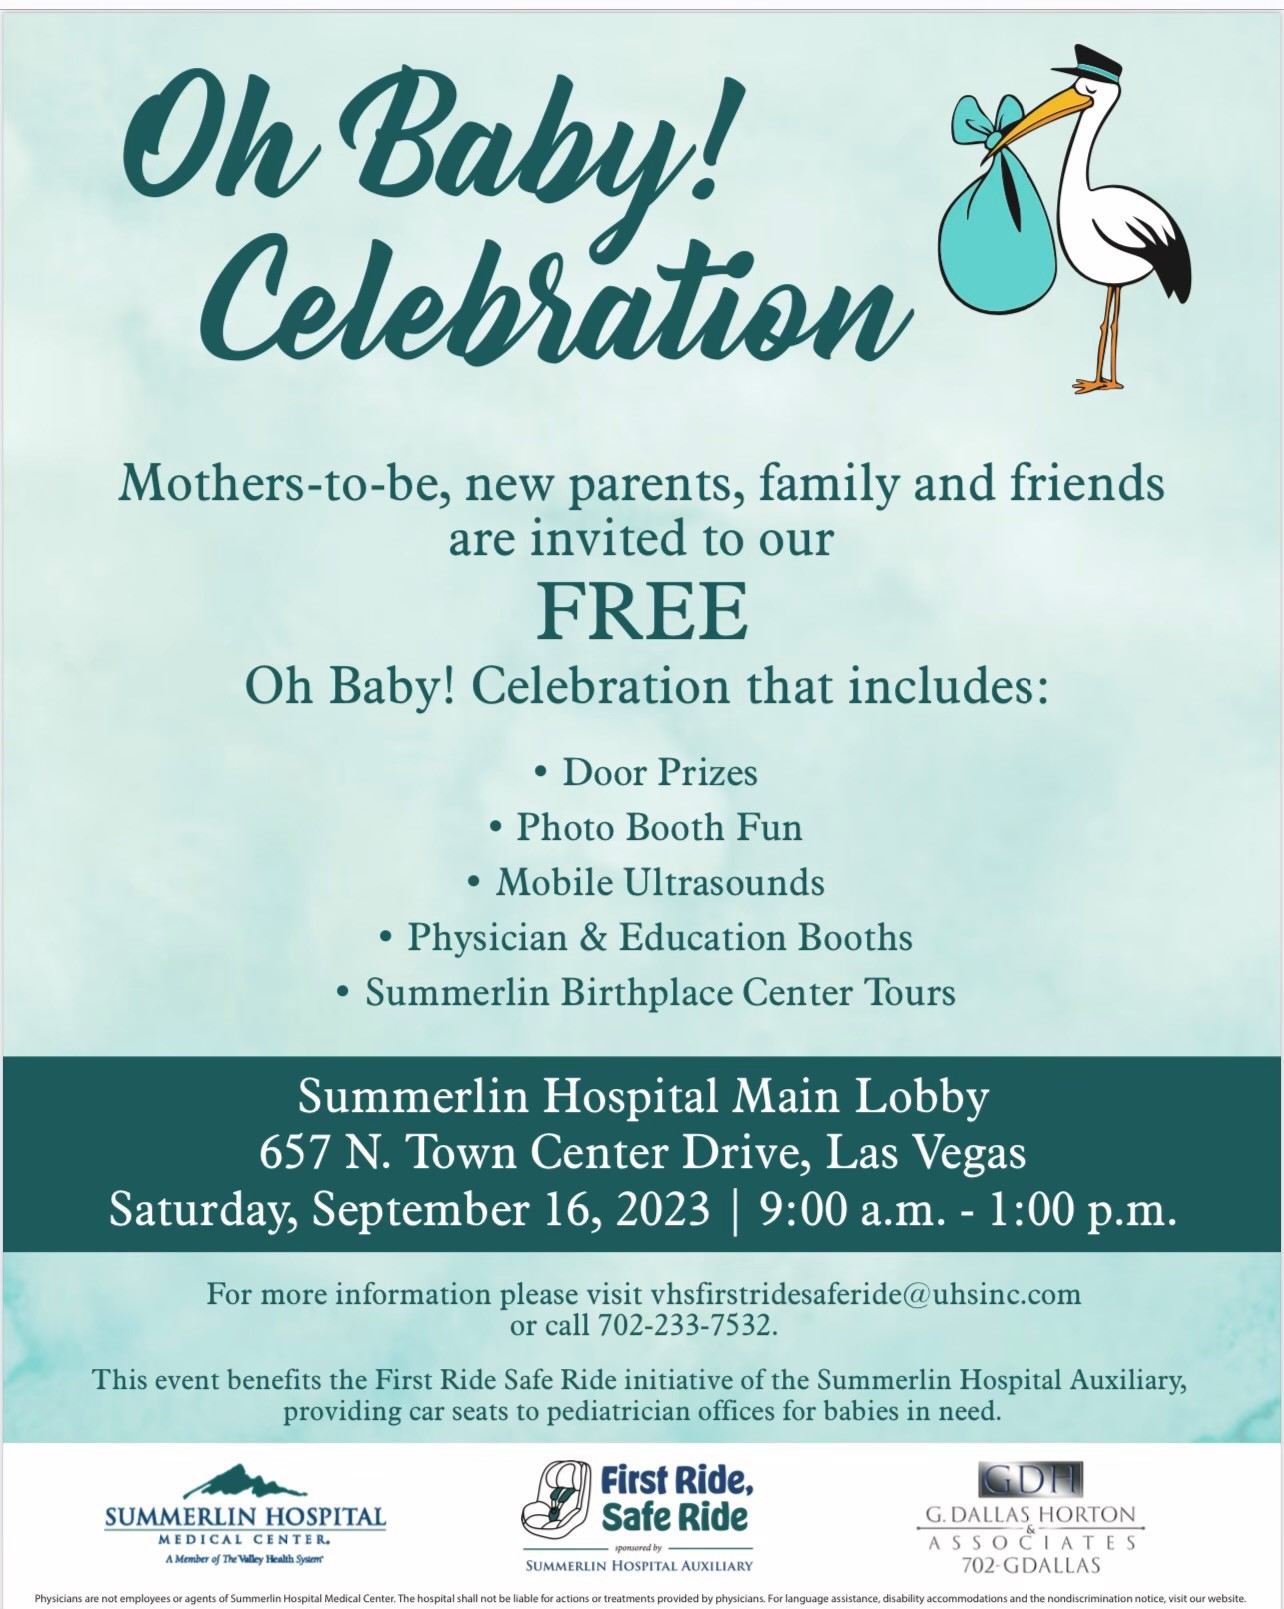 Oh Baby!
Celebration
Mothers-to-be, new parents, family and friends
are invited to our
FREE
Oh Baby! Celebration that includes:
• Door Prizes
• Photo Booth Fun
• Mobile Ultrasounds
• Physician & Education Booths
• Summerlin Birthplace Center Tours
Summerlin Hospital Main Lobby
657 N. Town Center Drive, Las Vegas
Saturday, September 16, 2023 | 9:00 a.m. - 1:00 p.m.
For more information please visit vhsfirstridesaferide@uhsinc.com
or call 702-233-7532.
This event benefits the First Ride Safe Ride initiative of the Summerlin Hospital Auxiliary,
providing car seats to pediatrician offices for babies in need.
SUMMERLIN HOSPITAL
MEDICAL CENTER®
A Member of The Valley Health System®
First Ride,
Safe Ride
sponsored by
SUMMERLIN HOSPITAL AUXILIARY
GDH
G. DALLAS HORTON
&
ASSOCIATES
702-GDALLAS
Physicians are not employees or agents of Summerlin Hospital Medical Center. The hospital shall not be liable for actions or treatments provided by physicians. For language assistance, disability accommodations and the nondiscrimination notice, visit our website.